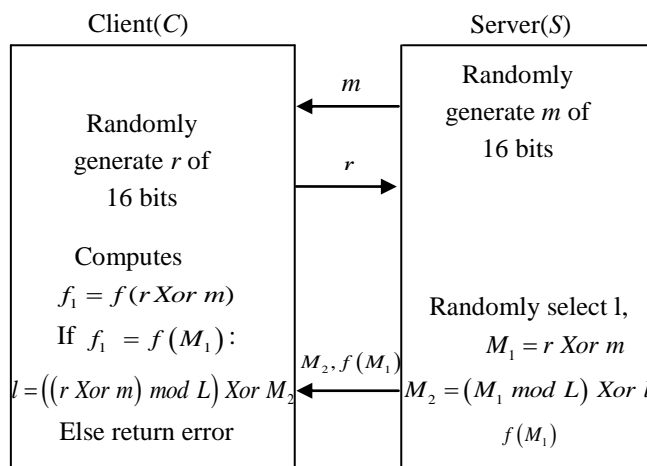 Client(C)
Randomly
generate r of
16 bits
Computes
f₁ = f(r Xor m)
If f₁ = f(M₁):
l = ((r Xor m) mod L) Xor M₂
Else return error
m
r
M₂, f(M₁)
Server(S)
Randomly
generate m of
16 bits
Randomly select l,
M₁ = r Xor m
M₂ = (M₁ mod L) Xor l
f(M₁)